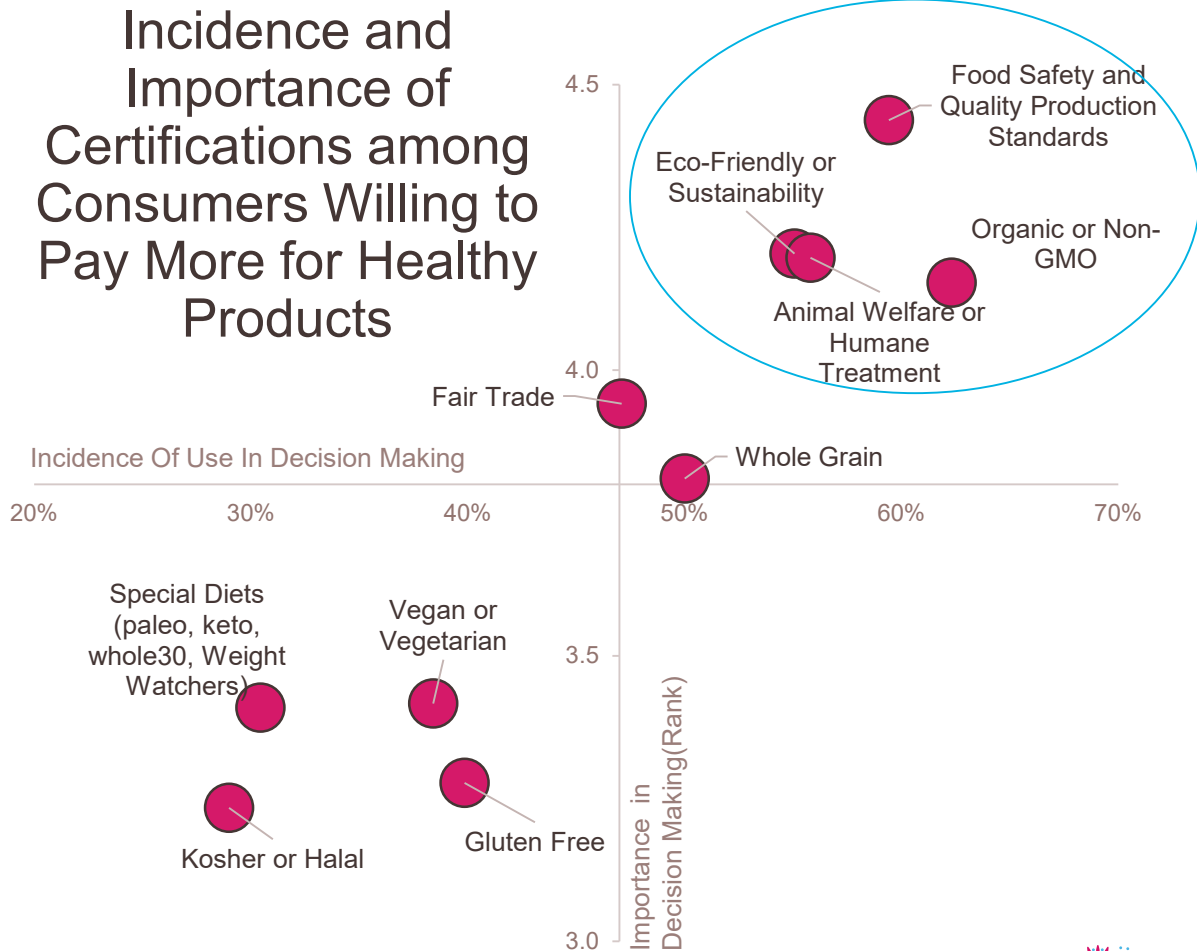 Incidence and
Importance of
Certifications among
Consumers Willing to
Pay More for Healthy
Products
4.5
Food Safety and
Quality Production
Standards
Eco-Friendly or
Sustainability
Organic or Non-
GMO
Animal Welfare or
Humane
Treatment
4.0
Fair Trade
Whole Grain
Incidence Of Use In Decision Making
20%
30%
40%
50%
60%
70%
Special Diets
(paleo, keto,
whole30, Weight
Watchers)
Vegan or
Vegetarian
3.5
Gluten Free
Kosher or Halal
Importance in
Decision Making(Rank)
3.0